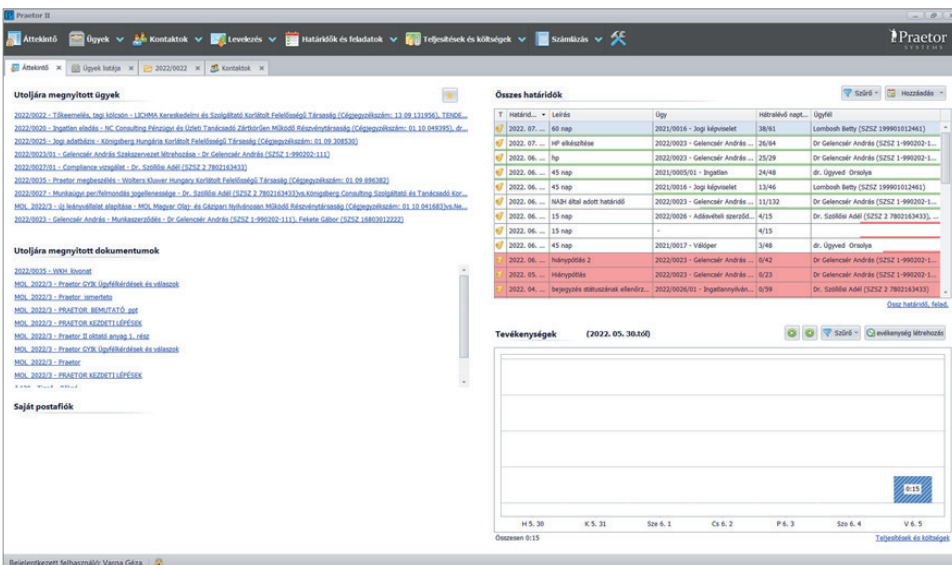 Praetor II
Áttekintő Ügyek Kontaktok Levelezés Határidők és feladatok Teljesítések és költségek Számlázás
Praetor
SYSTEMS
Áttekintő Ügyek listája 2022/0022 Kontaktok
Utoljára megnyitott ügyek
2022/0022 - Tőkeemelés, tagi kölcsön - LICHMA Kereskedelmi és Szolgáltató Korlátolt Felelősségű Társaság (Cégjegyzékszám: 13 09 131956), TENDE...
2022/0020 - Ingatlan eladás - NC Consulting Pénzügyi és Üzleti Tanácsadó Zártkörűen Működő Részvénytársaság (Cégjegyzékszám: 01 10 049395), dr...
2022/0025 - Jogi adatbázis - Königsberg Hungária Korlátolt Felelősségű Társaság (Cégjegyzékszám: 01 09 308530)
2022/0023/01 - Gelencsér András Szakszervezet létrehozása - Dr Gelencsér András (SZSZ 1-990202-111)
2022/0027/01 - Compliance vizsgálat - Dr. Szöllősi Adél (SZSZ 2 7802163433)
2022/0035 - Praetor megbeszélés - Wolters Kluwer Hungary Korlátolt Felelősségű Társaság (Cégjegyzékszám: 01 09 696382)
2022/0027 - Munkaügyi per/felmondás jogellenessége - Dr. Szöllősi Adél (SZSZ 2 7802163433)vs.Königsberg Consulting Szolgáltató és Tanácsadó Kor...
MOL_2022/3 - új leányvállalat alapítása - MOL Magyar Olaj- és Gázipari Nyilvánosan Működő Részvénytársaság (Cégjegyzékszám: 01 10 041683)vs.Ne...
2022/0023 - Gelencsér András - Munkaszerződés - Dr Gelencsér András (SZSZ 1-990202-111), Fekete Gábor (SZSZ 16803012222)
Utoljára megnyitott dokumentumok
2022/0035 - WKH_kivonat
MOL_2022/3 - Praetor GYIK Ügyfélkérdések és válaszok
MOL_2022/3 - Praetor_ismerteto
MOL_2022/3 - PRAETOR_BEMUTATÓ_ppt
MOL_2022/3 - PRAETOR KEZDETI LÉPÉSEK
MOL_2022/3 - Praetor II oktató anyag 1. rész
MOL_2022/3 - Praetor GYIK Ügyfélkérdések és válaszok
MOL_2022/3 - Praetor
MOL_2022/3 - PRAETOR KEZDETI LÉPÉSEK
Saját postafiók
Összes határidők
Szűrő Hozzáadás
Határid... Leírás Ügy Hátralévő napt... Ügyfél
2022. 07. ... 60 nap 2021/0016 - Jogi képviselet 38/61 Lombosh Betty (SZSZ 199901012461)
2022. 07. ... HP elkészítése 2022/0023 - Gelencsér András ... 26/64 Dr Gelencsér András (SZSZ 1-990202-1...
2022. 06. ... hp 2022/0023 - Gelencsér András ... 25/29 Dr Gelencsér András (SZSZ 1-990202-1...
2022. 06. ... 45 nap 2021/0005/01 - Ingatlan 24/48 dr. Ügyved Orsolya
2022. 06. ... 45 nap 2021/0016 - Jogi képviselet 13/46 Lombosh Betty (SZSZ 199901012461)
2022. 06. ... NAIH által adott határidő 2022/0023 - Gelencsér András ... 11/132 Dr Gelencsér András (SZSZ 1-990202-1...
2022. 06. ... 15 nap 2022/0026 - Adásvételi szerződ... 4/15 Dr. Szöllősi Adél (SZSZ 2 7802163433), ...
2022. 06. ... 15 nap - 4/15
2022. 06. ... 45 nap 2021/0017 - Válóper 3/48 dr. Ügyved Orsolya
2022. 06. ... hiánypótlás 2 2022/0023 - Gelencsér András ... 0/42 Dr Gelencsér András (SZSZ 1-990202-1...
2022. 05. ... Hiánypótlás 2022/0023 - Gelencsér András ... 0/23 Dr Gelencsér András (SZSZ 1-990202-1...
2022. 04. ... bejegyzés státuszának ellenőrz... 2022/0026/01 - Ingatlannyilván... 0/59 Dr. Szöllősi Adél (SZSZ 2 7802163433)
Össz határidő, felad.
Tevékenységek (2022. 05. 30.tól) Szűrő evékenység létrehozás
0:15
H 5. 30 K 5. 31 Sze 6. 1 Cs 6. 2 P 6. 3 Szo 6. 4 V 6. 5
Összesen 0:15 Teljesítések és költségek
Bejelentkezett felhasználó: Varga Géza